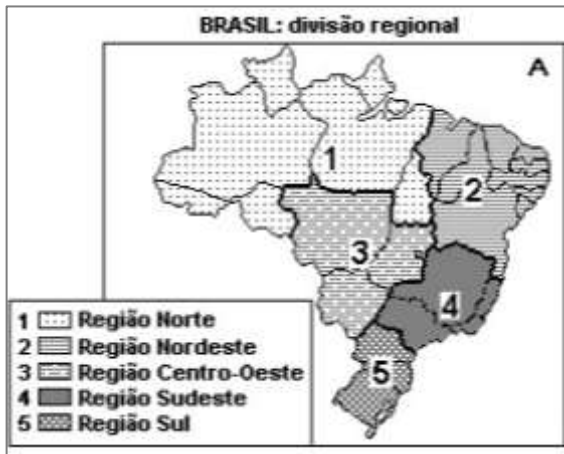 BRASIL: divisão regional
A
1
2
3
4
5
1 Região Norte
2 Região Nordeste
3 Região Centro-Oeste
4 Região Sudeste
5 Região Sul